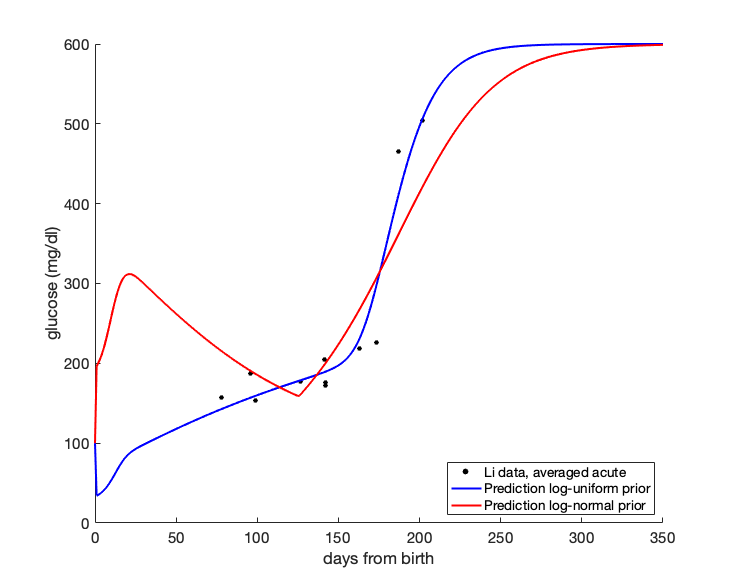 600
500
400
300
200
100
0
glucose (mg/dl)
0 50 100 150 200 250 300 350
days from birth
Li data, averaged acute
Prediction log-uniform prior
Prediction log-normal prior